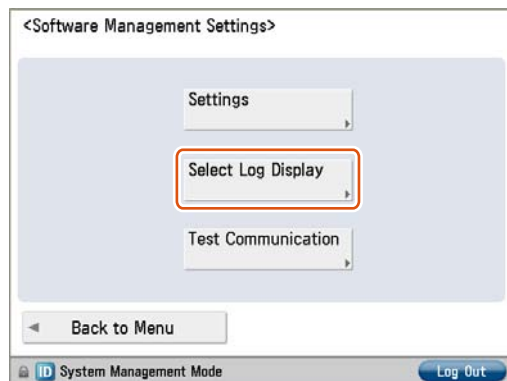 <Software Management Settings>
Settings
Select Log Display
Test Communication
Back to Menu
ID System Management Mode Log Out